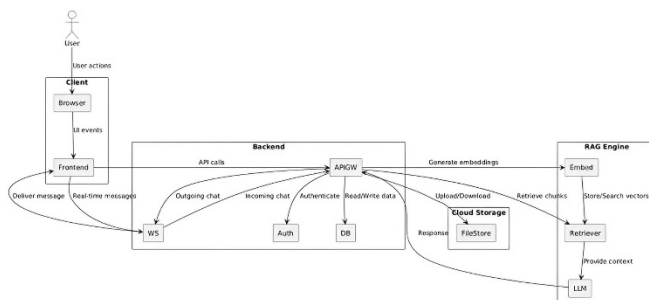 User
User actions
Client
Browser
UI events
Frontend
Backend
RAG Engine
API calls
APIGW
Generate embeddings
Embed
Deliver message
Real-time messages
Outgoing chat
Incoming chat
Authenticate
Read/Write data
Upload/Download
Retrieve chunks
Store/Search vectors
Cloud Storage
WS
Auth
DB
Response
FileStore
Retriever
Provide context
LLM